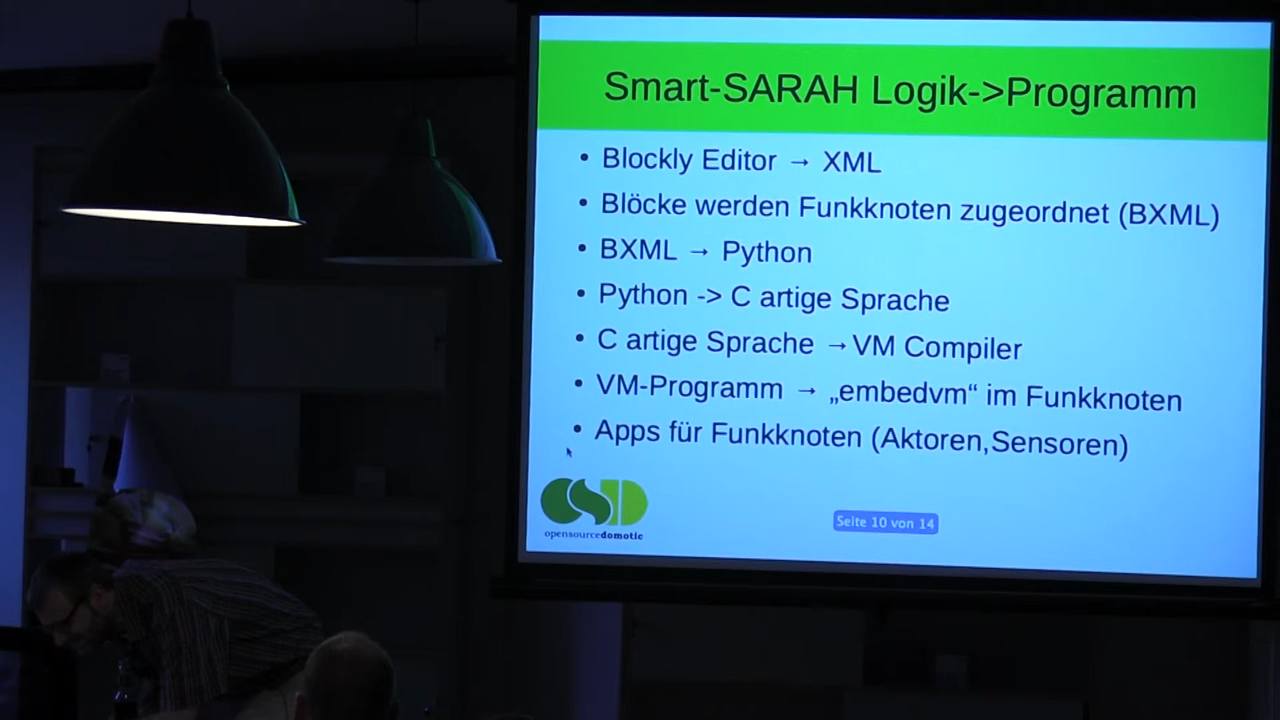 Smart-SARAH Logik->Programm
• Blockly Editor → XML
• Blöcke werden Funkknoten zugeordnet (BXML)
• BXML → Python
• Python -> C artige Sprache
• C artige Sprache →VM Compiler
• VM-Programm → „embedvm“ im Funkknoten
• Apps für Funkknoten (Aktoren,Sensoren)
OSD
opensourcedomotic
Seite 10 von 14